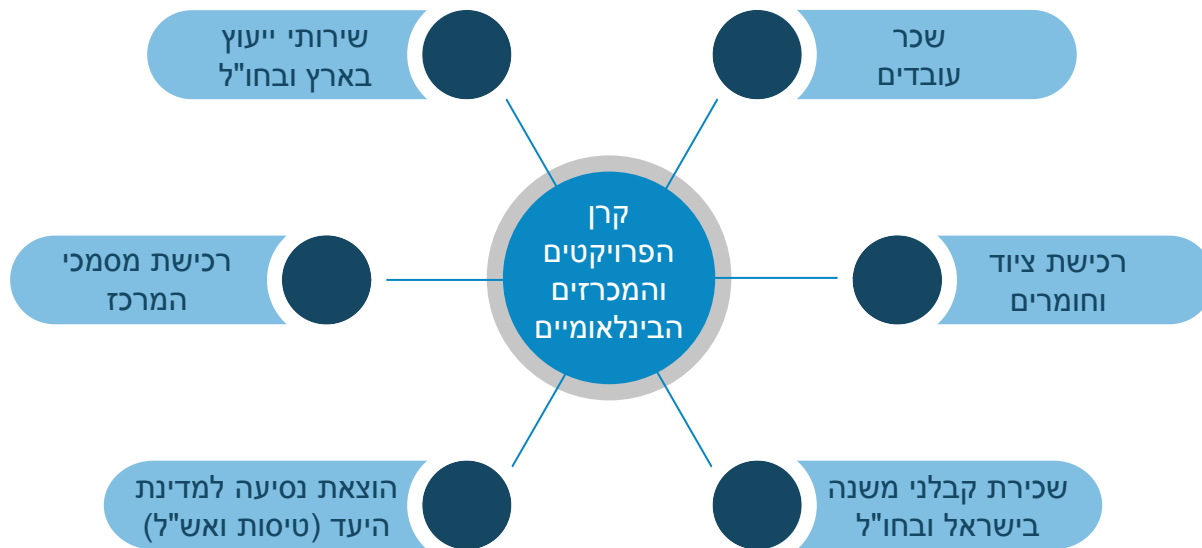 שכר
עובדים
שירותי ייעוץ
בארץ ובחו"ל
רכישת ציוד
וחומרים
קרן
הפרויקטים
והמכרזים
הבינלאומיים
רכישת מסמכי
המרכז
שכירת קבלני משנה
בישראל ובחו"ל
הוצאת נסיעה למדינת
היעד (טיסות ואש"ל)